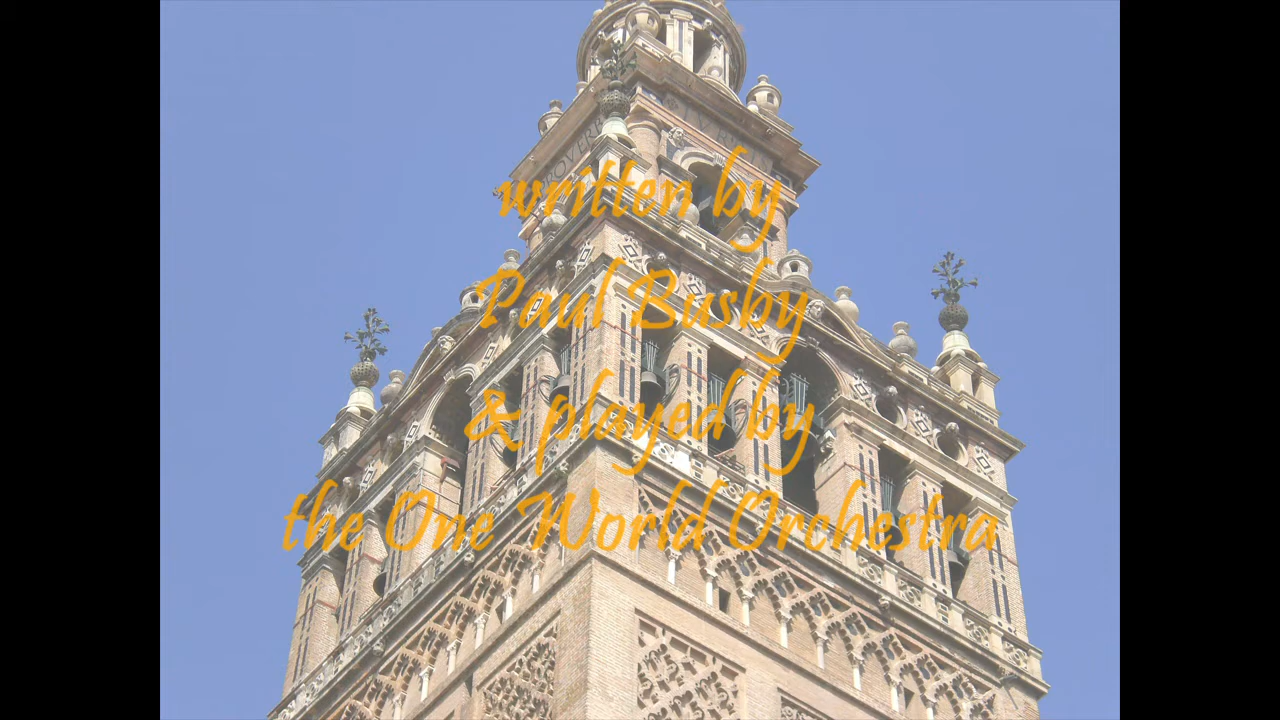 written by
Paul Busby
& played by
the One World Orchestra